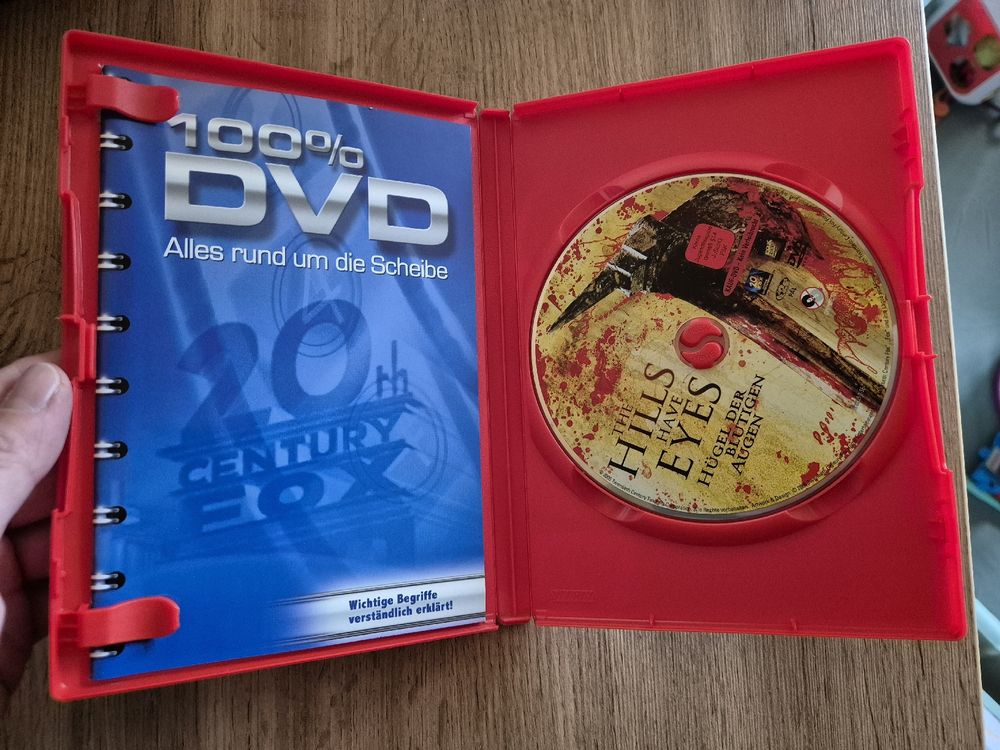 100%
DVD
Alles rund um die Scheibe
20th
CENTURY
FOX
Wichtige Begriffe
verständlich erklärt!
THE
HILLS
HAVE
EYES
HÜGEL DER
BLUTIGEN
AUGEN